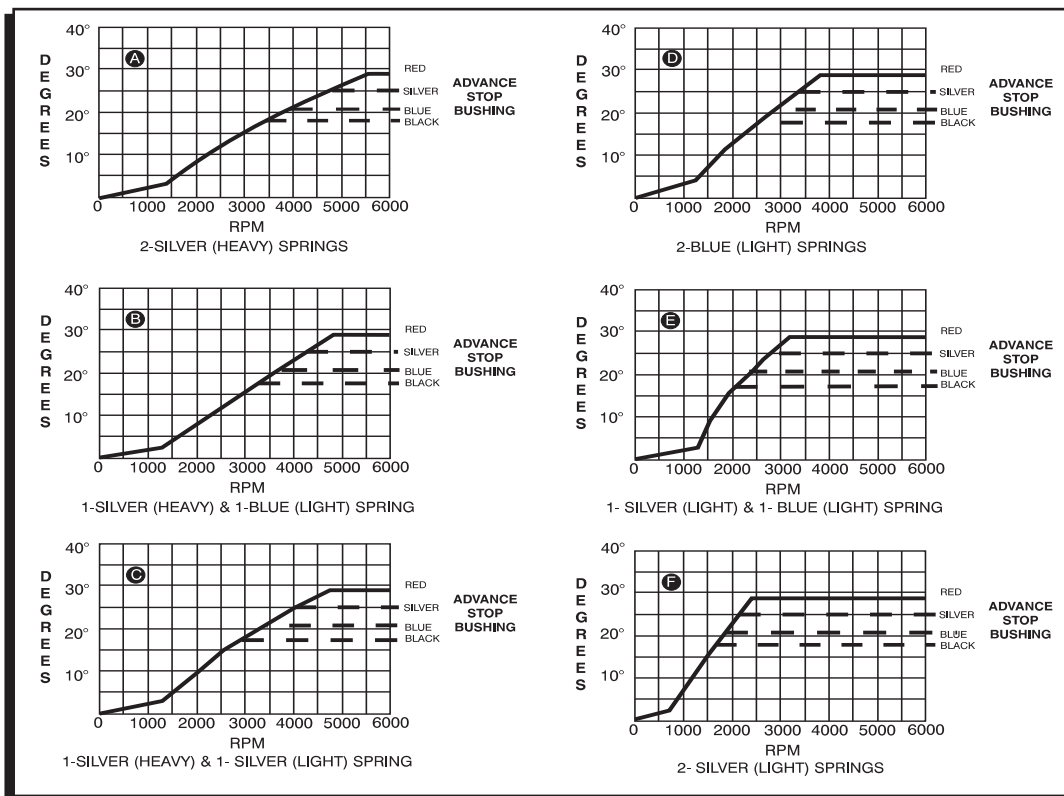 A
DEGREES
40°
30°
20°
10°
0 1000 2000 3000 4000 5000 6000
RPM
2-SILVER (HEAVY) SPRINGS
RED
SILVER
BLUE
BLACK
ADVANCE
STOP
BUSHING
D
DEGREES
40°
30°
20°
10°
0 1000 2000 3000 4000 5000 6000
RPM
2-BLUE (LIGHT) SPRINGS
RED
SILVER
BLUE
BLACK
ADVANCE
STOP
BUSHING
B
DEGREES
40°
30°
20°
10°
0 1000 2000 3000 4000 5000 6000
RPM
1-SILVER (HEAVY) & 1-BLUE (LIGHT) SPRING
RED
SILVER
BLUE
BLACK
ADVANCE
STOP
BUSHING
E
DEGREES
40°
30°
20°
10°
0 1000 2000 3000 4000 5000 6000
RPM
1- SILVER (LIGHT) & 1- BLUE (LIGHT) SPRING
RED
SILVER
BLUE
BLACK
ADVANCE
STOP
BUSHING
C
DEGREES
40°
30°
20°
10°
0 1000 2000 3000 4000 5000 6000
RPM
1-SILVER (HEAVY) & 1- SILVER (LIGHT) SPRING
RED
SILVER
BLUE
BLACK
ADVANCE
STOP
BUSHING
F
DEGREES
40°
30°
20°
10°
0 1000 2000 3000 4000 5000 6000
RPM
2- SILVER (LIGHT) SPRINGS
RED
SILVER
BLUE
BLACK
ADVANCE
STOP
BUSHING